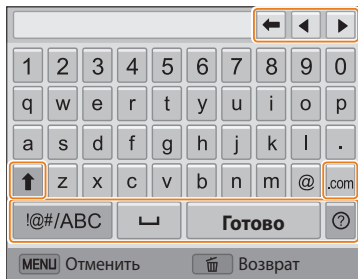 1 2 3 4 5 6 7 8 9 0
q w e r t y u i o p
a s d f g h j k l .
z x c v b n m @ .com
!@#/ABC Готово ?
MENU Отменить Возврат